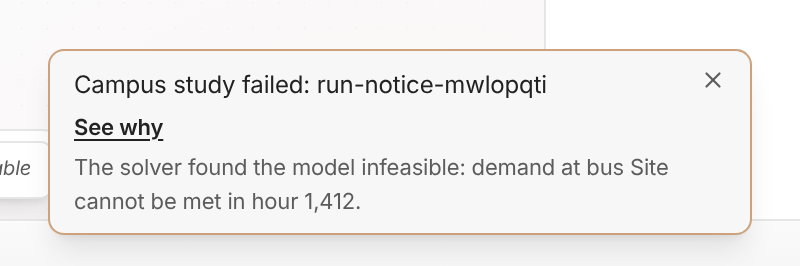 Campus study failed: run-notice-mwlopqti
See why
The solver found the model infeasible: demand at bus Site
cannot be met in hour 1,412.